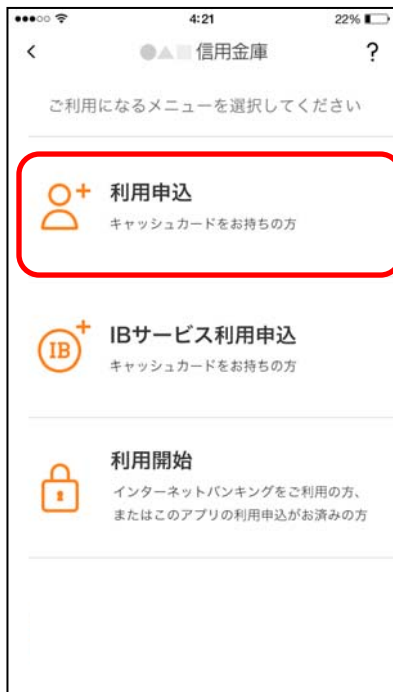 4:21
22%
<
●▲■ 信用金庫
?
ご利用になるメニューを選択してください
利用申込
キャッシュカードをお持ちの方
IB
IBサービス利用申込
キャッシュカードをお持ちの方
利用開始
インターネットバンキングをご利用の方、
またはこのアプリの利用申込がお済みの方